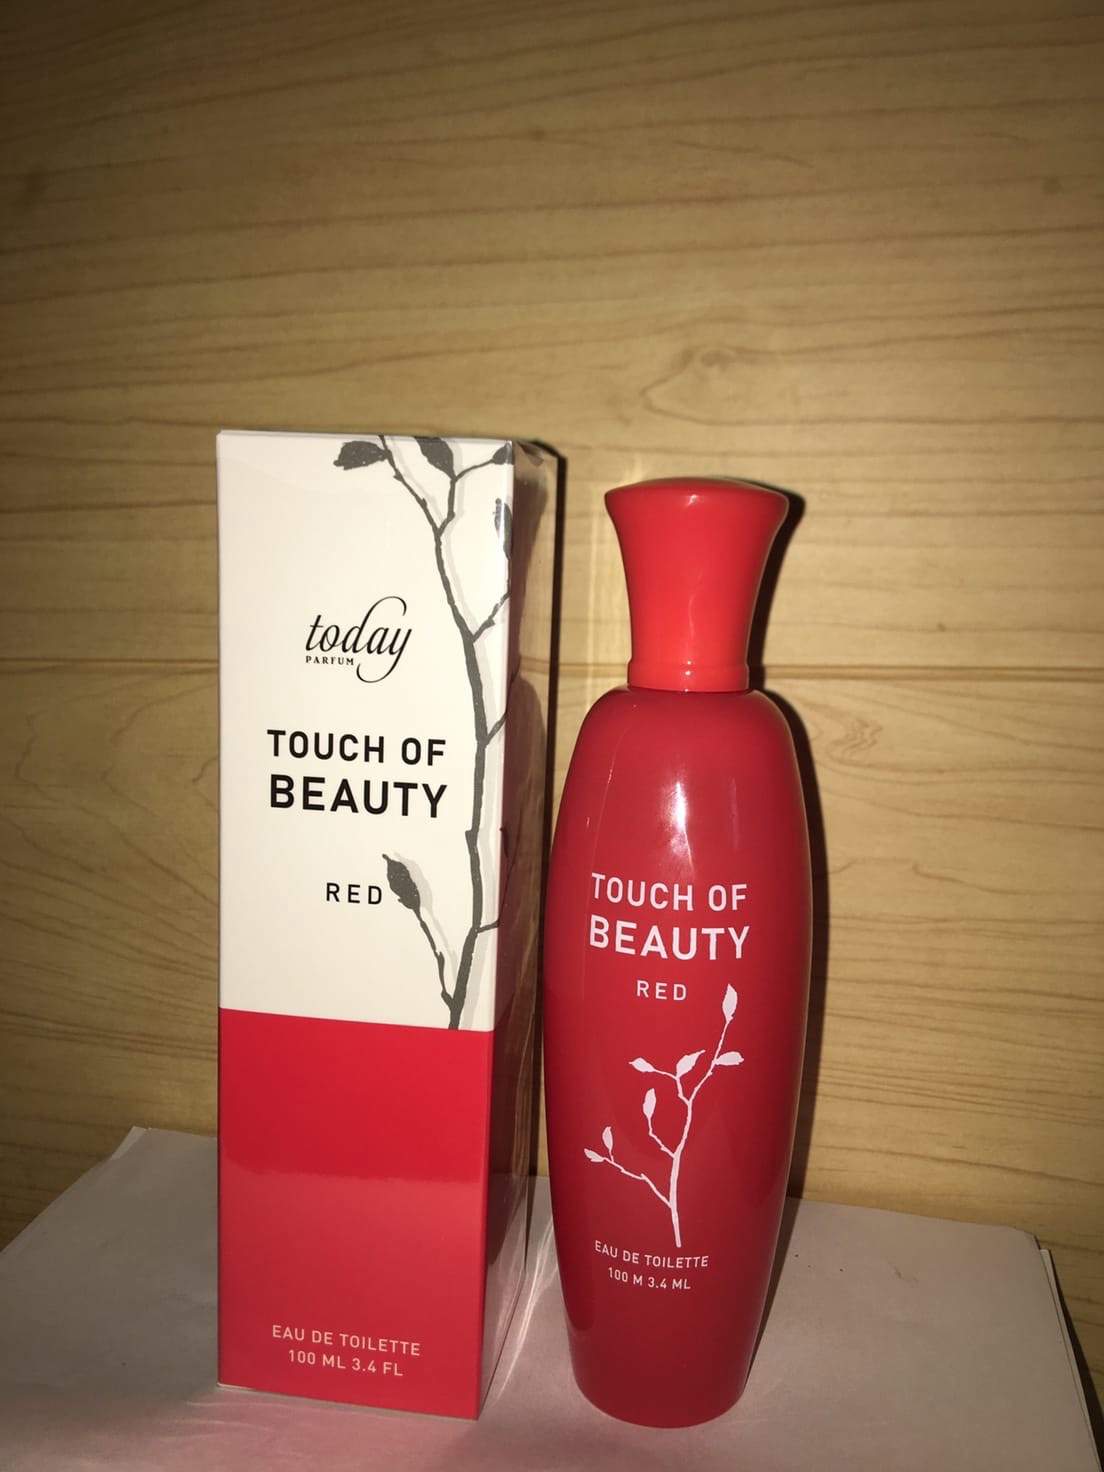 today
PARFUM
TOUCH OF
BEAUTY
RED
EAU DE TOILETTE
100 ML 3.4 FL
TOUCH OF
BEAUTY
RED
EAU DE TOILETTE
100 M 3.4 ML